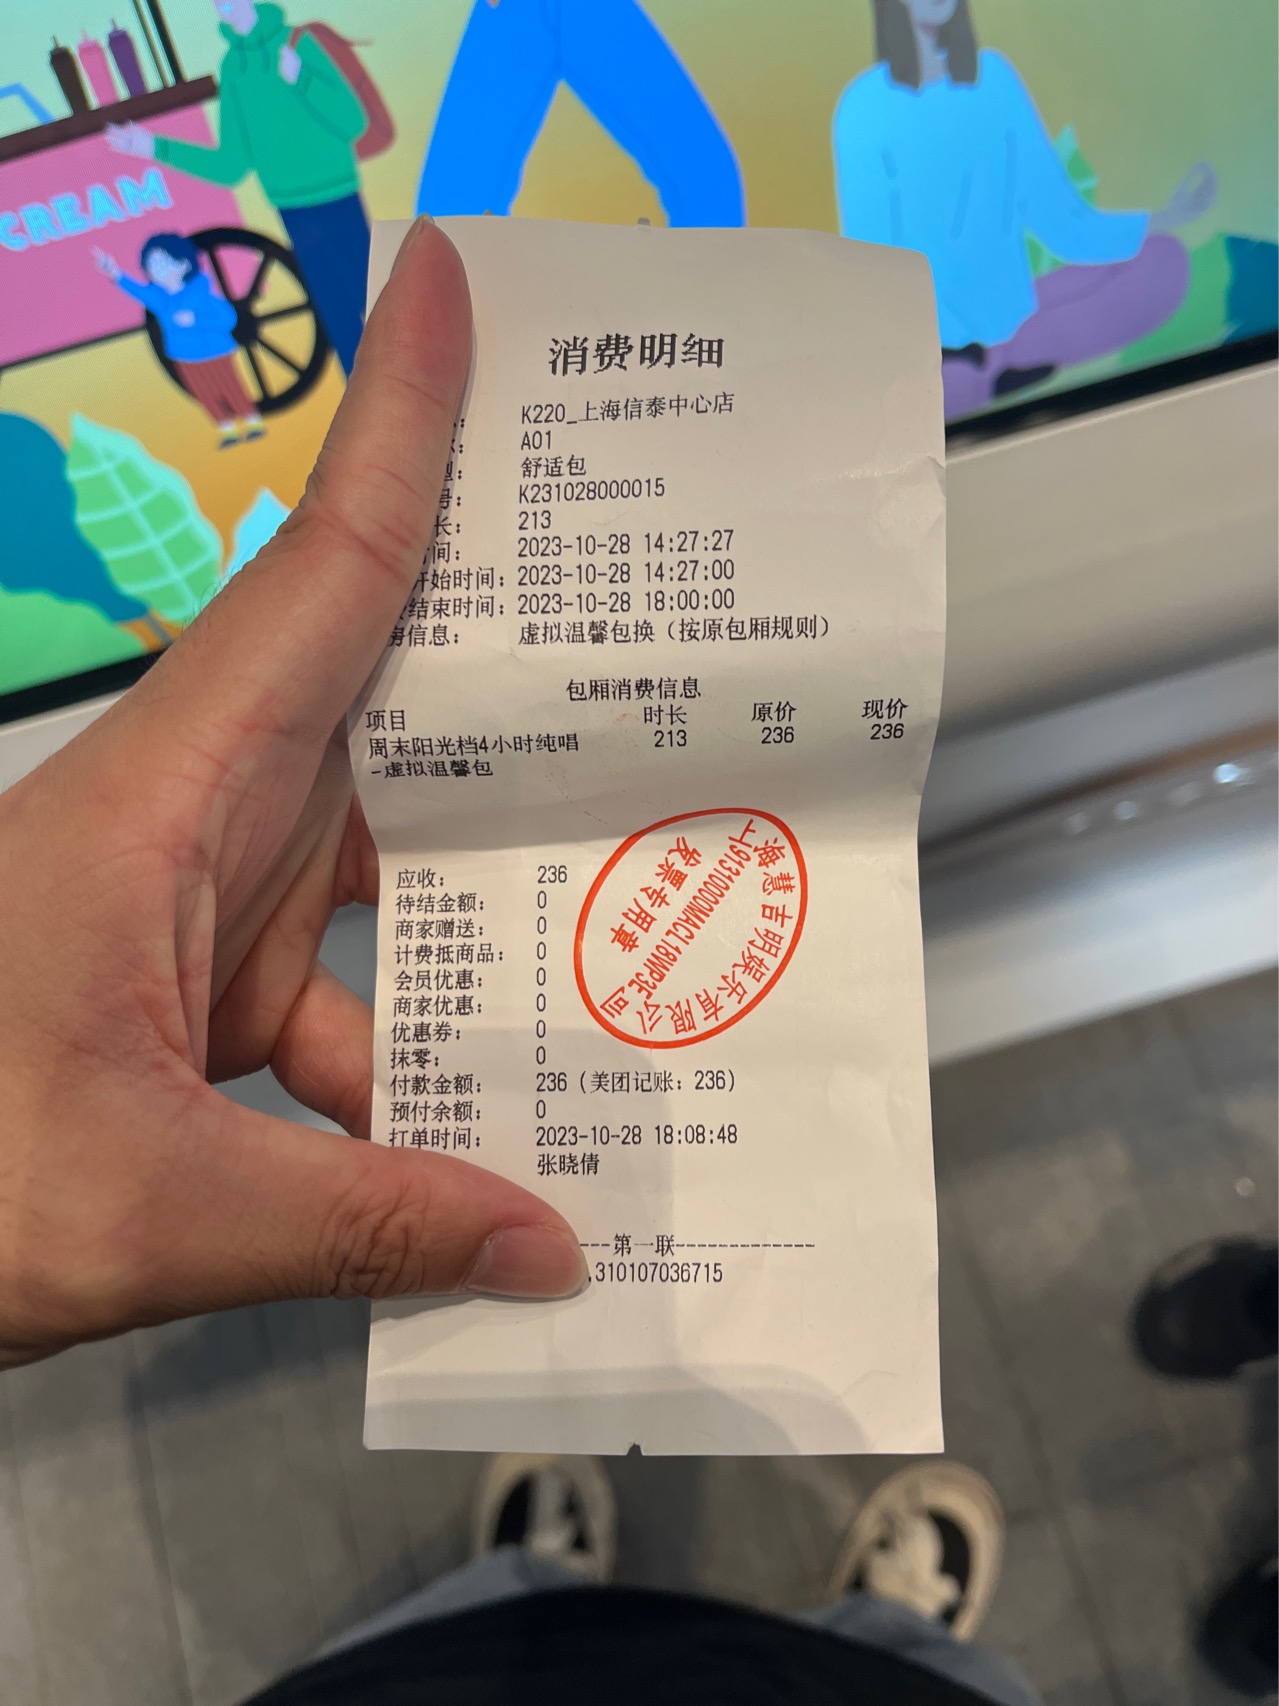 CREAM
消费明细
K220_上海信泰中心店
A01
型: 舒适包
号: K231028000015
长: 213
间: 2023-10-28 14:27:27
开始时间: 2023-10-28 14:27:00
结束时间: 2023-10-28 18:00:00
房信息: 虚拟温馨包换(按原包厢规则)
包厢消费信息
项目 时长 原价 现价
周末阳光档4小时纯唱 213 236 236
-虚拟温馨包
应收: 236
待结金额: 0
商家赠送: 0
计费抵商品: 0
会员优惠: 0
商家优惠: 0
优惠券: 0
抹零: 0
付款金额: 236(美团记账: 236)
预付余额: 0
打单时间: 2023-10-28 18:08:48
张晓倩
---第一联-------------
.310107036715
上海慧吉明娱乐有限公司
91310000MACL18WP3E
发票专用章